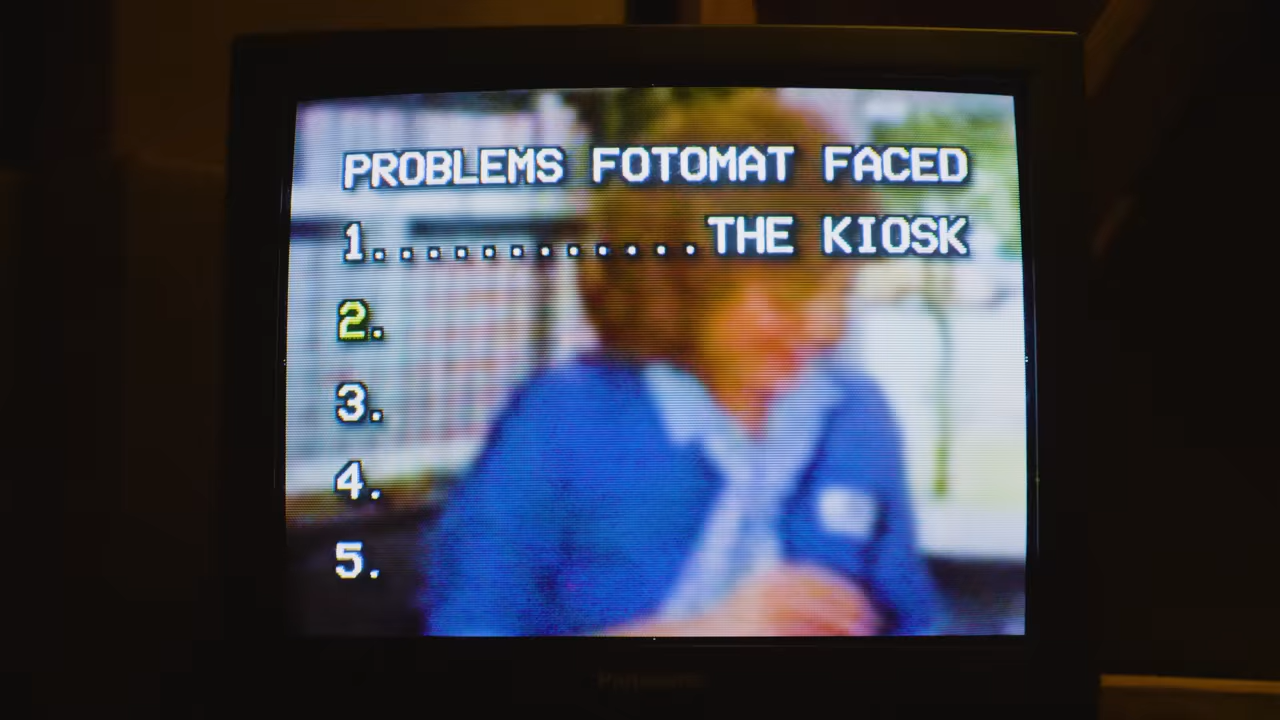 PROBLEMS FOTOMAT FACED
1............THE KIOSK
2.
3.
4.
5.